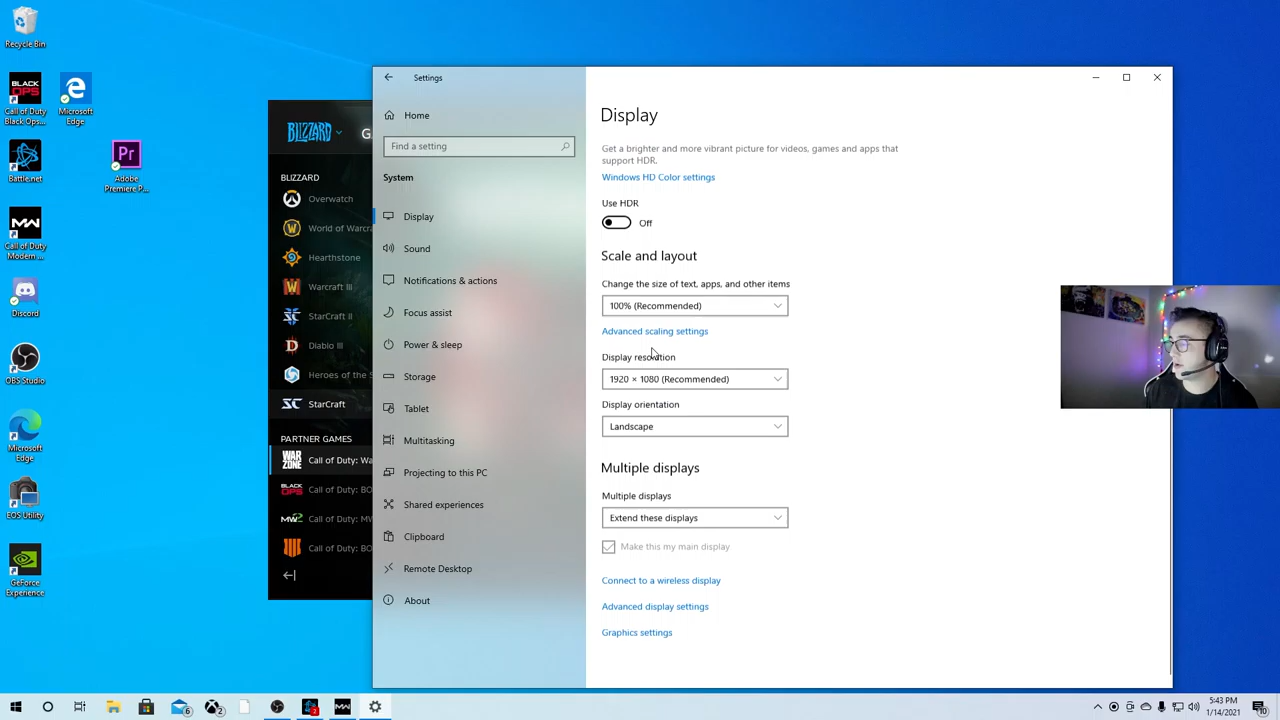 Recycle Bin
Call of Duty
Black Ops...
Microsoft
Edge
Battle.net
Adobe
Premiere P...
Call of Duty
Modern ...
Discord
OBS Studio
Microsoft
Edge
EOS Utility
GeForce
Experience
BLACK
OPS
Pr
BLIZZARD
G
BLIZZARD
Overwatch
World of Warcra
Hearthstone
Warcraft III
StarCraft II
Diablo III
Heroes of the S
StarCraft
PARTNER GAMES
WAR
ZONE
Call of Duty: Wa
Call of Duty: BO
Call of Duty: MW
Call of Duty: BO
Settings
Home
Find a setting
System
Display
Sound
Notifications & actions
Focus assist
Power & sleep
Storage
Tablet
Multitasking
Projecting to this PC
Shared experiences
Clipboard
Remote Desktop
About
Display
Get a brighter and more vibrant picture for videos, games and apps that
support HDR.
Windows HD Color settings
Use HDR
Off
Scale and layout
Change the size of text, apps, and other items
100% (Recommended)
Advanced scaling settings
Display resolution
1920 × 1080 (Recommended)
Display orientation
Landscape
Multiple displays
Multiple displays
Extend these displays
Make this my main display
Connect to a wireless display
Advanced display settings
Graphics settings
5:43 PM
1/14/2021